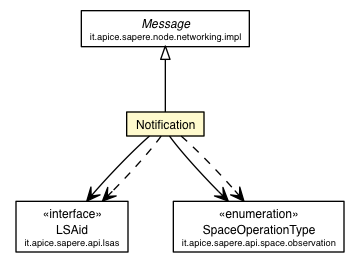 Message
it.apice.sapere.node.networking.impl
Notification
«interface»
LSAid
it.apice.sapere.api.lsas
«enumeration»
SpaceOperationType
it.apice.sapere.api.space.observation